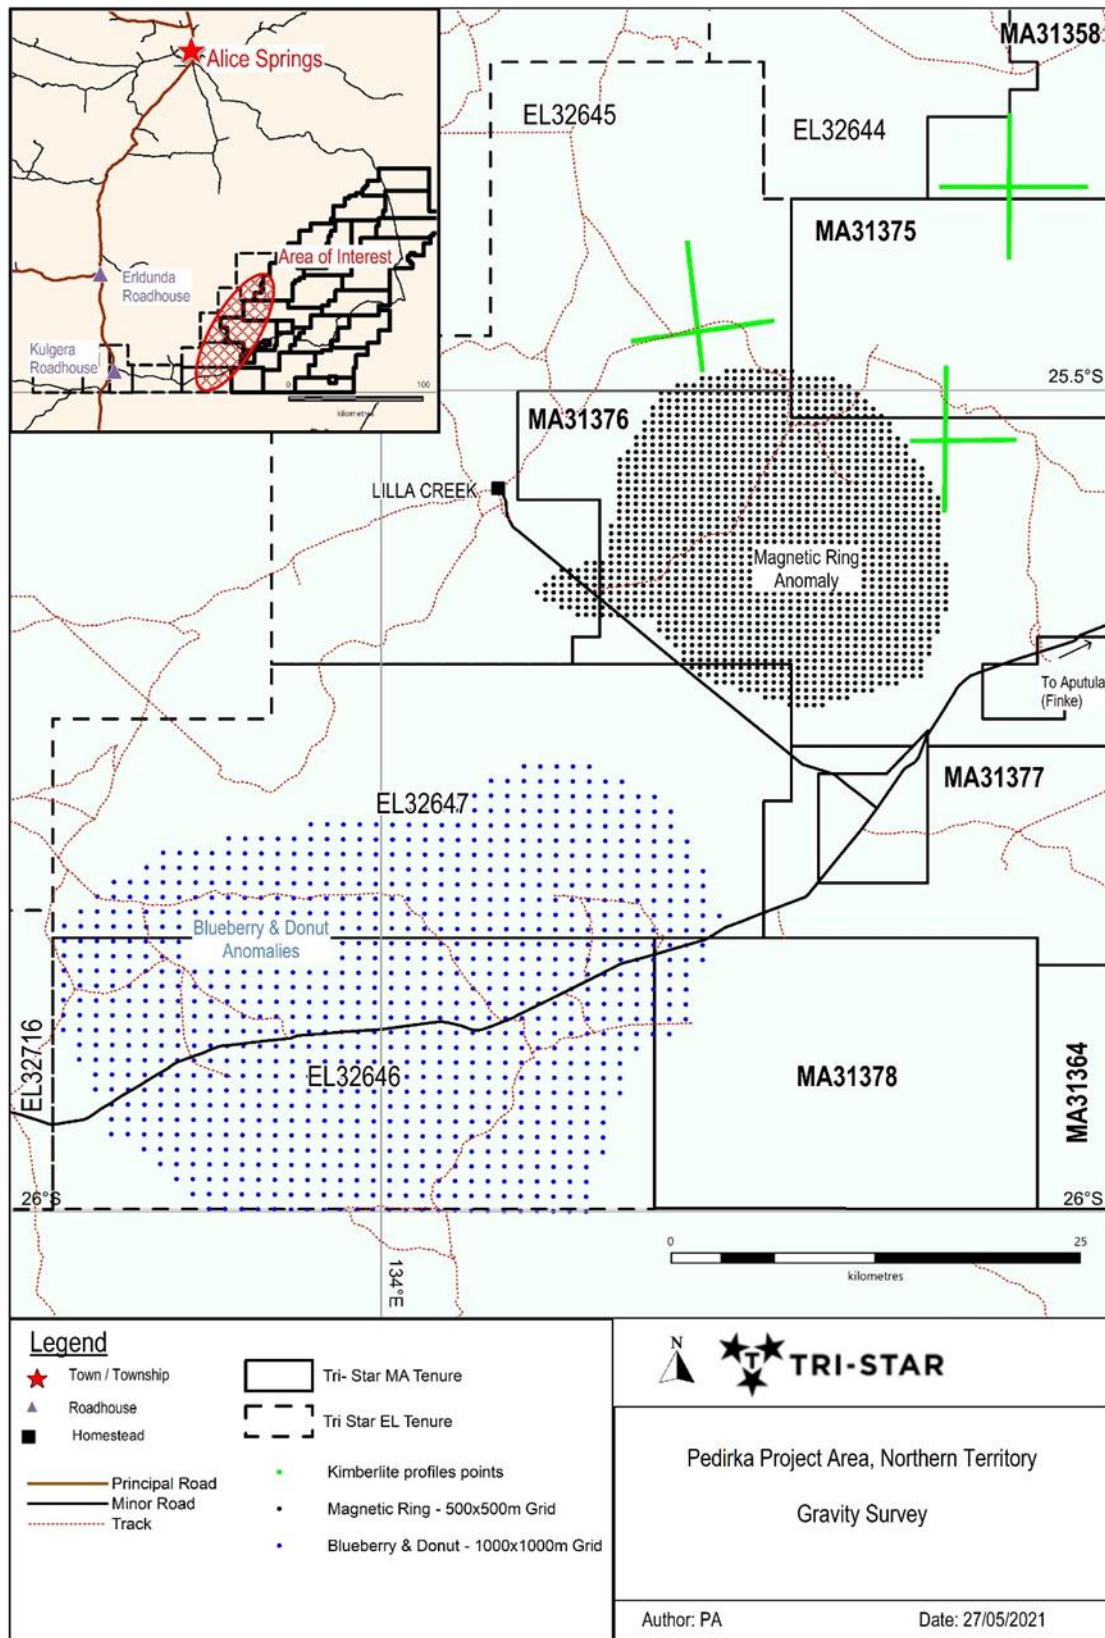 Alice Springs
Area of Interest
Erldunda
Roadhouse
Kulgera
Roadhouse
0
100
kilometres
MA31358
EL32645
EL32644
MA31375
25.5°S
MA31376
LILLA CREEK
Magnetic Ring
Anomaly
To Aputula
(Finke)
MA31377
EL32647
Blueberry & Donut
Anomalies
EL32716
EL32646
MA31378
MA31364
26°S
26°S
134°E
0
25
kilometres
Legend
Town / Township
Roadhouse
Homestead
Principal Road
Minor Road
Track
Tri- Star MA Tenure
Tri Star EL Tenure
Kimberlite profiles points
Magnetic Ring - 500x500m Grid
Blueberry & Donut - 1000x1000m Grid
N
T TRI-STAR
Pedirka Project Area, Northern Territory
Gravity Survey
Author: PA
Date: 27/05/2021